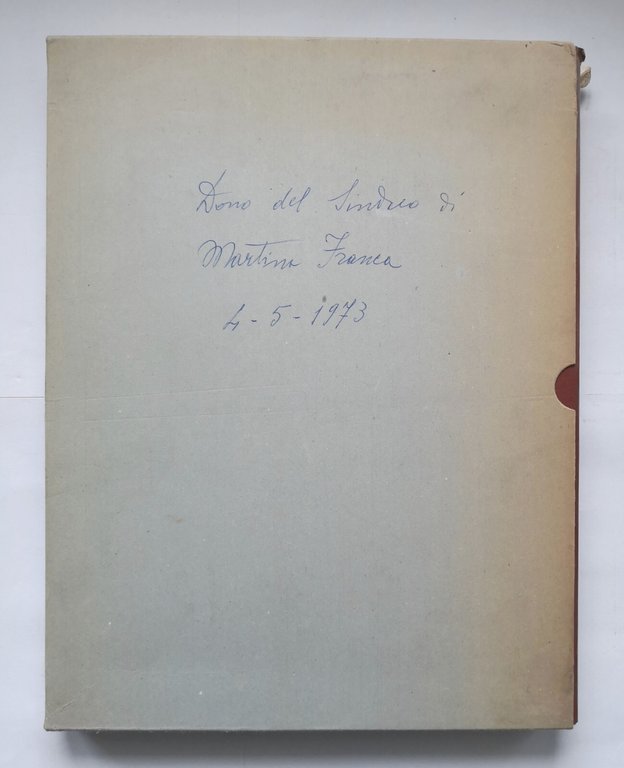 Dono del Sindaco di
Martina Franca
4-5-1973